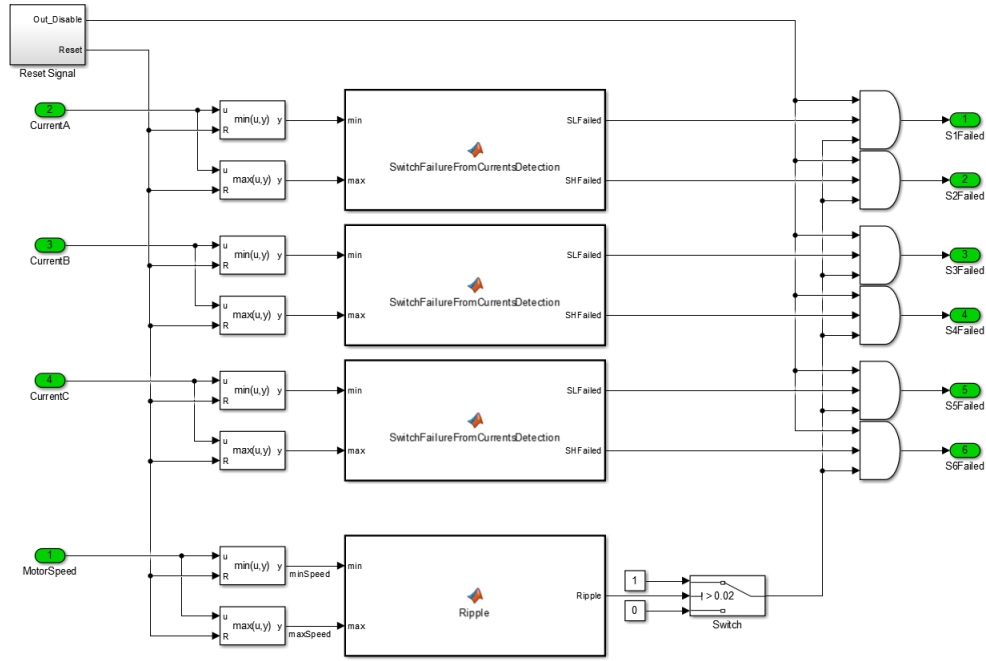 Out_Disable
Reset
Reset Signal
2
CurrentA
u
R
min(u,y) y
u
R
max(u,y) y
min
max
SwitchFailureFromCurrentsDetection
SLFailed
SHFailed
1
S1Failed
2
S2Failed
3
CurrentB
u
R
min(u,y) y
u
R
max(u,y) y
min
max
SwitchFailureFromCurrentsDetection
SLFailed
SHFailed
3
S3Failed
4
S4Failed
4
CurrentC
u
R
min(u,y) y
u
R
max(u,y) y
min
max
SwitchFailureFromCurrentsDetection
SLFailed
SHFailed
5
S5Failed
6
S6Failed
1
MotorSpeed
u
R
min(u,y) y
minSpeed
u
R
max(u,y) y
maxSpeed
min
max
Ripple
Ripple
1
0
> 0.02
Switch